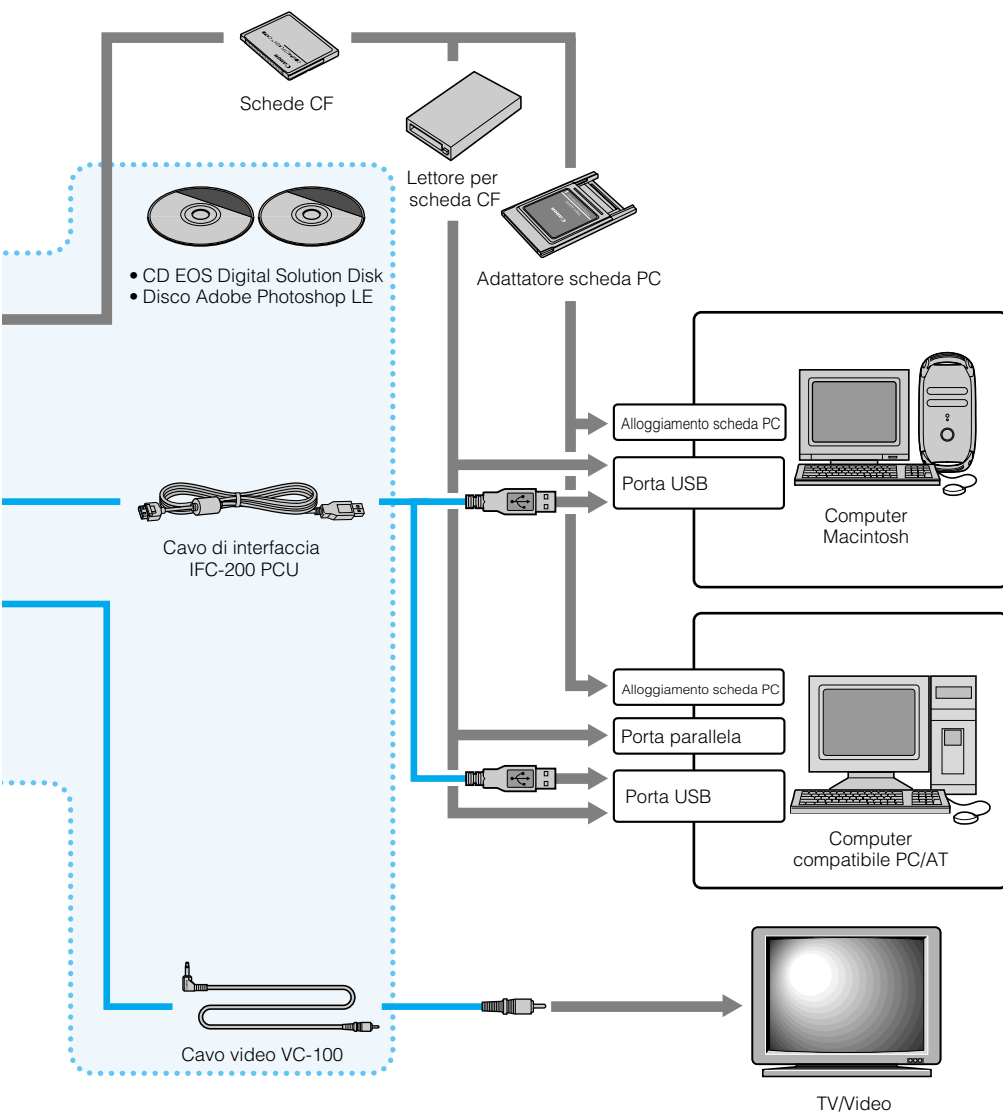 Canon
Schede CF
Lettore per
scheda CF
Canon
• CD EOS Digital Solution Disk
• Disco Adobe Photoshop LE
Adattatore scheda PC
Alloggiamento scheda PC
Porta USB
Computer
Macintosh
Cavo di interfaccia
IFC-200 PCU
Alloggiamento scheda PC
Porta parallela
Porta USB
Computer
compatibile PC/AT
Cavo video VC-100
TV/Video